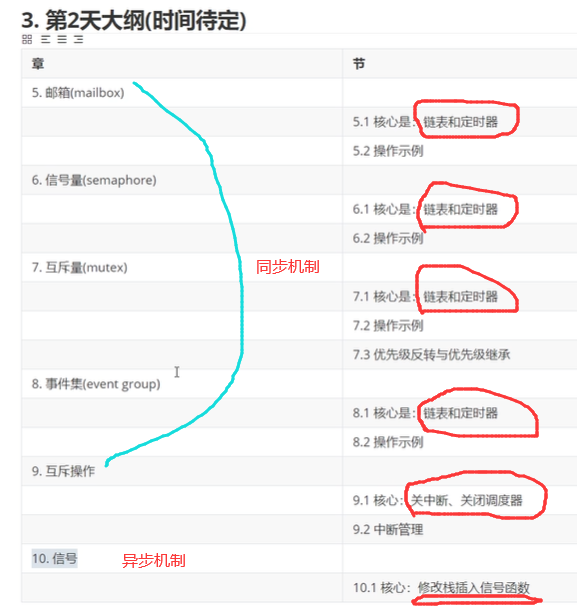 3. 第2天大纲(时间待定)
章 节
5. 邮箱(mailbox)
5.1 核心是：链表和定时器
5.2 操作示例
6. 信号量(semaphore)
6.1 核心是：链表和定时器
6.2 操作示例
同步机制
7. 互斥量(mutex)
7.1 核心是：链表和定时器
7.2 操作示例
7.3 优先级反转与优先级继承
8. 事件集(event group)
8.1 核心是：链表和定时器
8.2 操作示例
9. 互斥操作
9.1 核心：关中断、关闭调度器
9.2 中断管理
10. 信号 异步机制
10.1 核心：修改栈插入信号函数